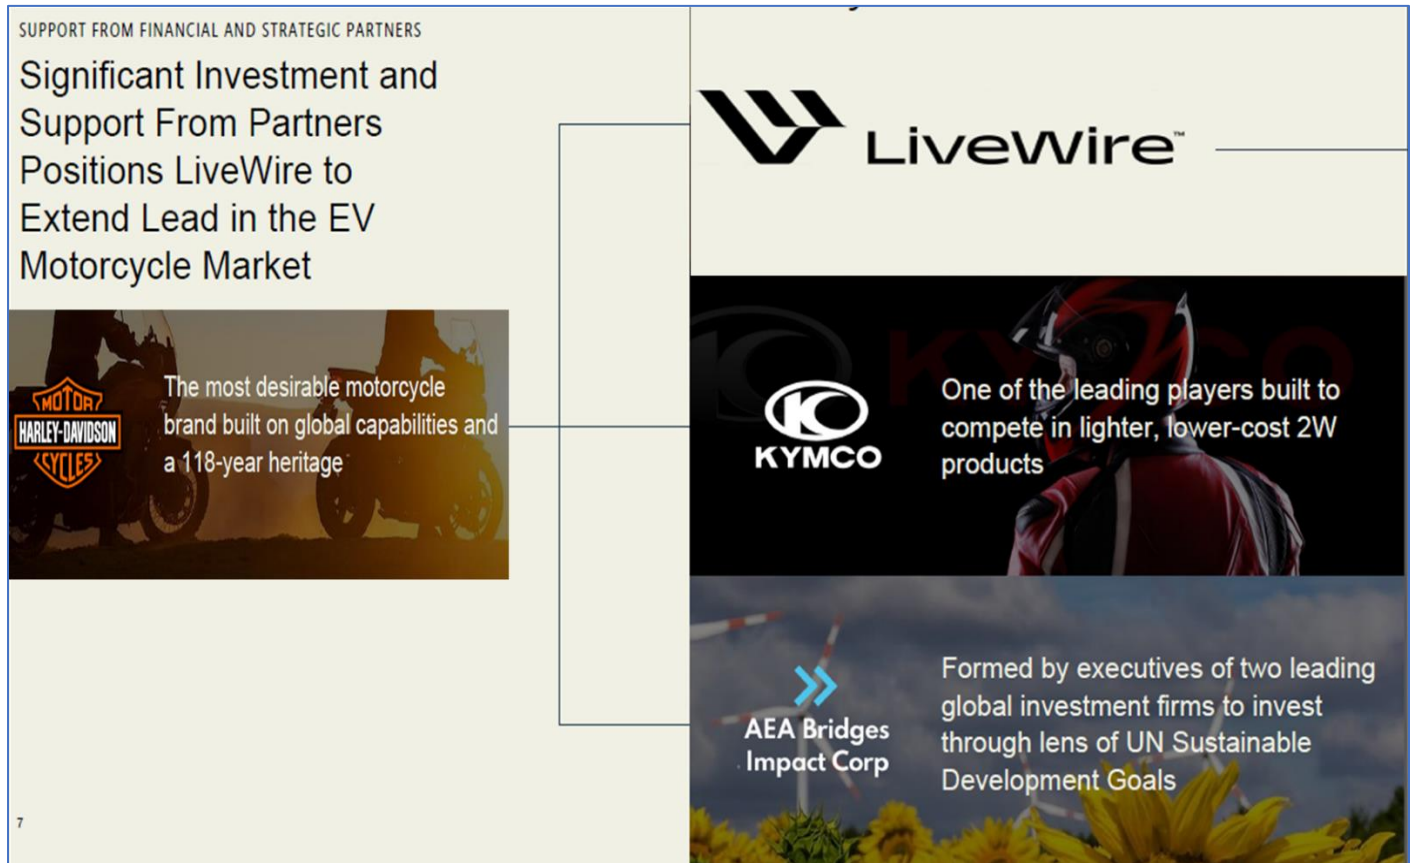 SUPPORT FROM FINANCIAL AND STRATEGIC PARTNERS
Significant Investment and
Support From Partners
Positions LiveWire to
Extend Lead in the EV
Motorcycle Market
MOTOR
HARLEY-DAVIDSON
CYCLES
The most desirable motorcycle
brand built on global capabilities and
a 118-year heritage
7
LiveWire™
KYMCO
KYMCO
One of the leading players built to
compete in lighter, lower-cost 2W
products
AEA Bridges
Impact Corp
Formed by executives of two leading
global investment firms to invest
through lens of UN Sustainable
Development Goals